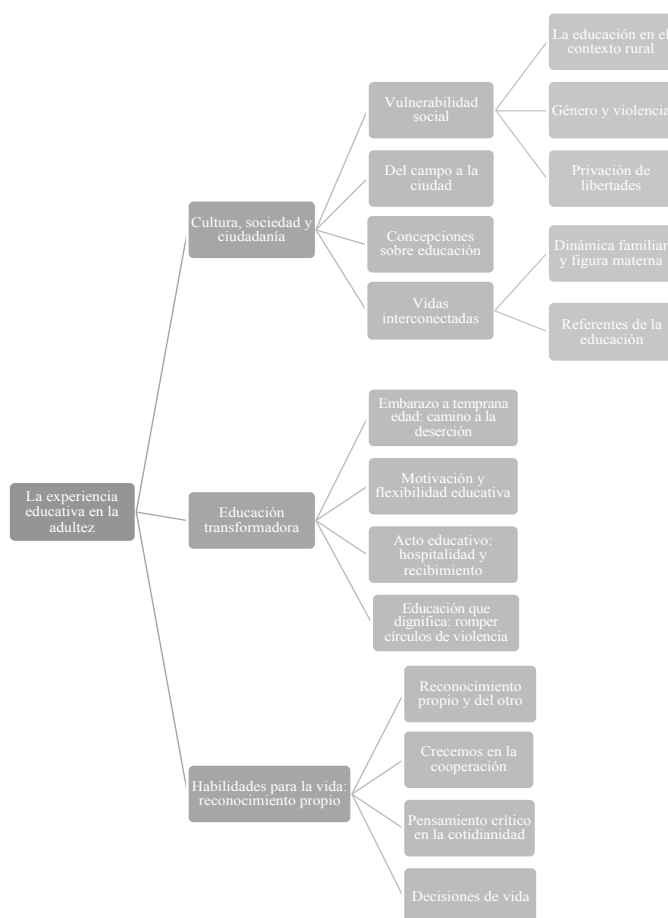 La experiencia
educativa en la
adultez
Cultura, sociedad y
ciudadanía
Vulnerabilidad
social
La educación en el
contexto rural
Género y violencia
Privación de
libertades
Del campo a la
ciudad
Concepciones
sobre educación
Vidas
interconectadas
Dinámica familiar
y figura materna
Referentes de la
educación
Educación
transformadora
Embarazo a temprana
edad: camino a la
deserción
Motivación y
flexibilidad educativa
Acto educativo:
hospitalidad y
recibimiento
Educación que
dignifica: romper
círculos de violencia
Habilidades para la vida:
reconocimiento propio
Reconocimiento
propio y del otro
Crecemos en la
cooperación
Pensamiento crítico
en la cotidianidad
Decisiones de vida